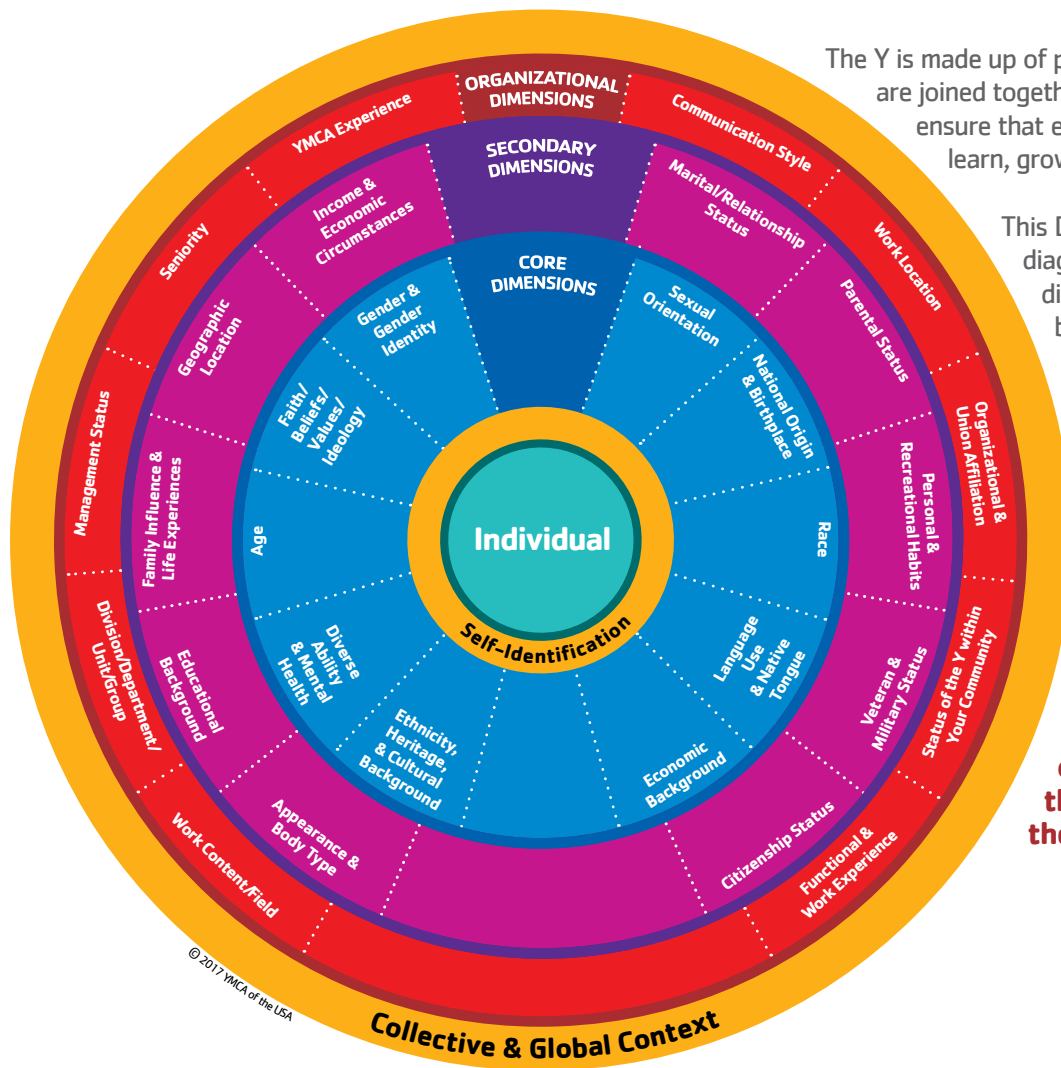 The Y is made up of p
are joined togeth
ensure that e
learn, grow
This D
diag
di
b
c
th
the
ORGANIZATIONAL
DIMENSIONS
Communication Style
Work Location
Organizational &
Union Affiliation
Status of the Y within
Your Community
Functional &
Work Experience
Work Content/Field
Division/Department/
Unit/Group
Management Status
Seniority
YMCA Experience
SECONDARY
DIMENSIONS
Marital/Relationship
Status
Parental Status
Personal &
Recreational Habits
Veteran &
Military Status
Citizenship Status
Appearance &
Body Type
Educational
Background
Family Influence &
Life Experiences
Geographic
Location
Income &
Economic
Circumstances
CORE
DIMENSIONS
Sexual
Orientation
National Origin
& Birthplace
Race
Language
Use
& Native
Tongue
Economic
Background
Ethnicity,
Heritage,
& Cultural
Background
Diverse
Ability
& Mental
Health
Age
Faith/
Beliefs/
Values/
Ideology
Gender &
Gender
Identity
Individual
Self–Identification
Collective & Global Context
© 2017 YMCA of the USA